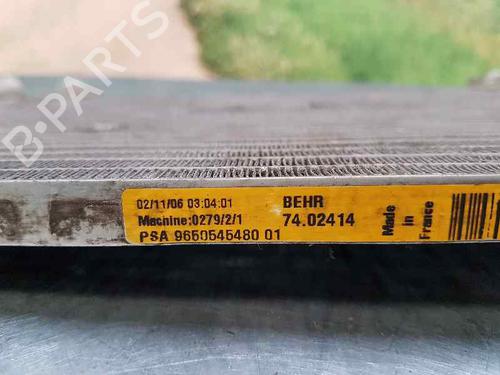 B-PARTS
02/11/06 03:04:01
BEHR
Machine:0279/2/1
74.02414
PSA 9650545480 01
Made
in
France